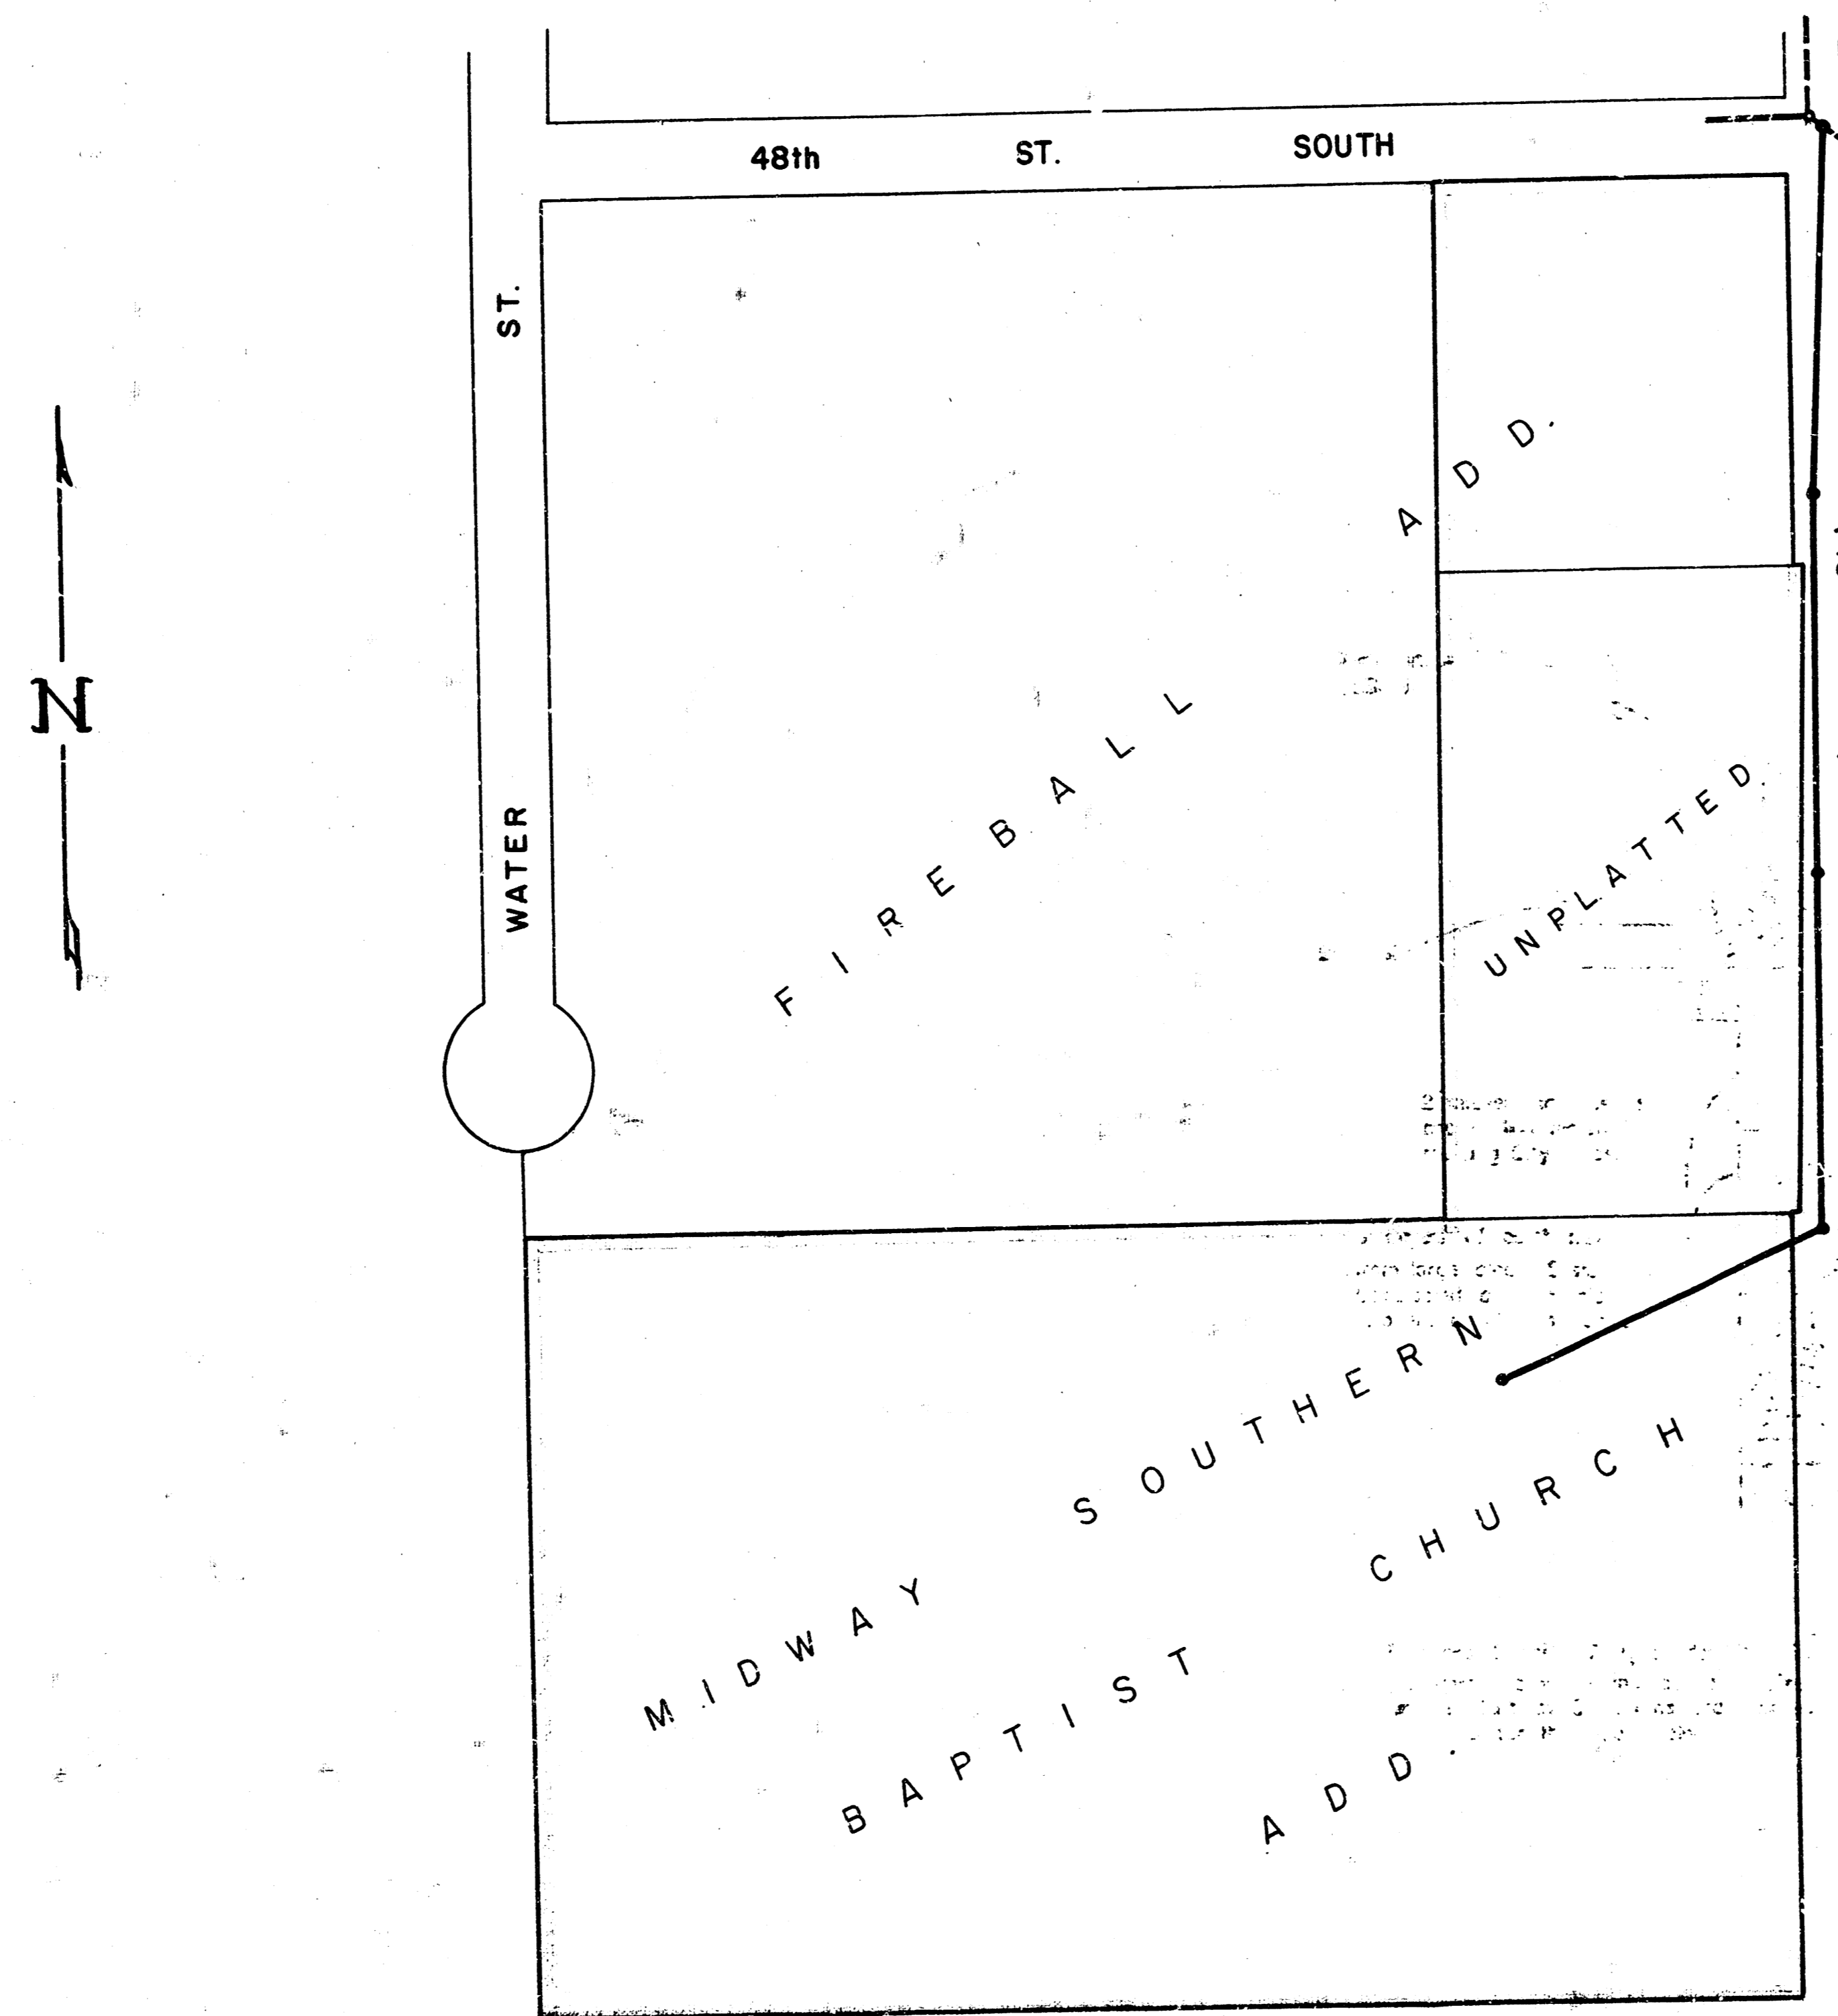 48th ST. SOUTH
ST.
WATER
N
FIREBALL ADD.
UNPLATTED
MIDWAY SOUTHERN
BAPTIST CHURCH
ADD.